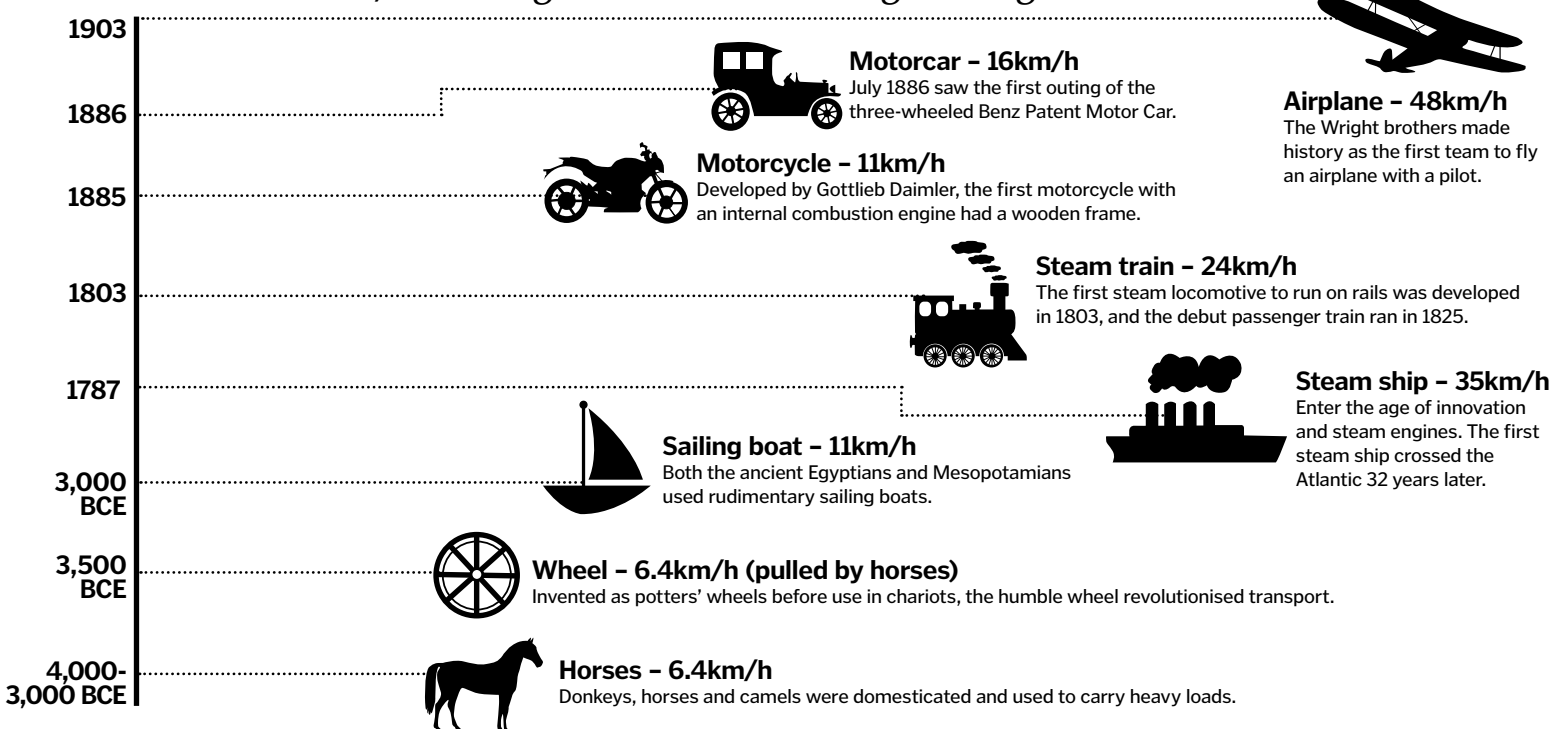 1903
Motorcar – 16km/h
July 1886 saw the first outing of the
three-wheeled Benz Patent Motor Car.
Airplane – 48km/h
The Wright brothers made
history as the first team to fly
an airplane with a pilot.
1886
Motorcycle – 11km/h
Developed by Gottlieb Daimler, the first motorcycle with
an internal combustion engine had a wooden frame.
1885
Steam train – 24km/h
The first steam locomotive to run on rails was developed
in 1803, and the debut passenger train ran in 1825.
1803
Steam ship – 35km/h
Enter the age of innovation
and steam engines. The first
steam ship crossed the
Atlantic 32 years later.
1787
Sailing boat – 11km/h
Both the ancient Egyptians and Mesopotamians
used rudimentary sailing boats.
3,000
BCE
Wheel – 6.4km/h (pulled by horses)
Invented as potters’ wheels before use in chariots, the humble wheel revolutionised transport.
3,500
BCE
Horses – 6.4km/h
Donkeys, horses and camels were domesticated and used to carry heavy loads.
4,000-
3,000 BCE